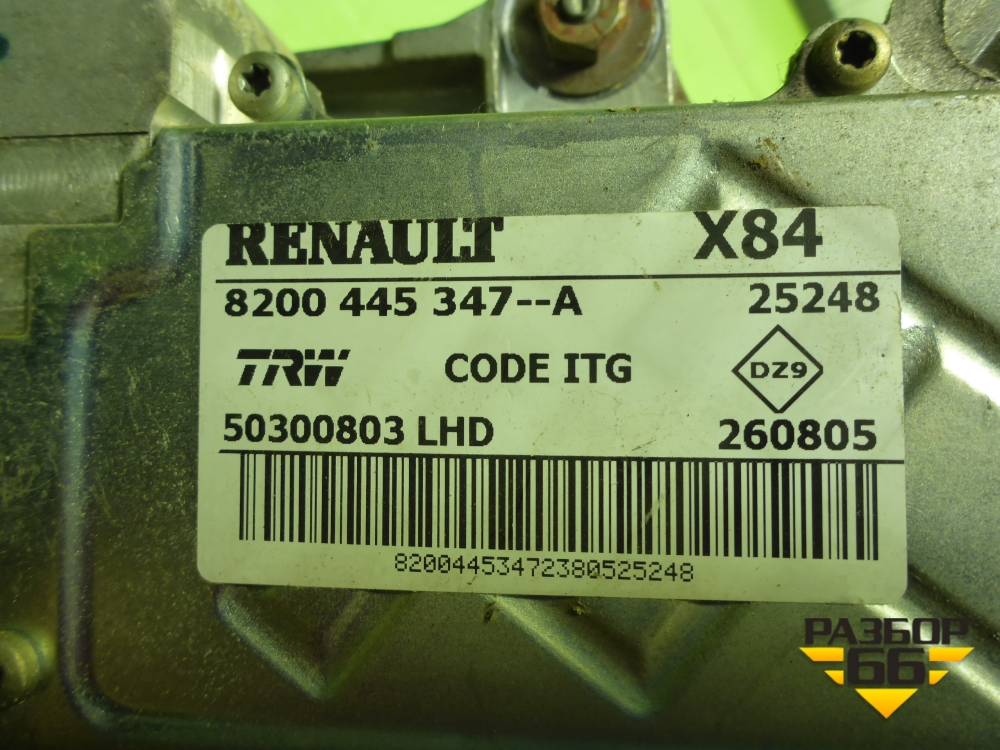 RENAULT X84
8200 445 347--A 25248
TRW CODE ITG DZ9
50300803 LHD 260805
82004453472380525248
РАЗБОР
66